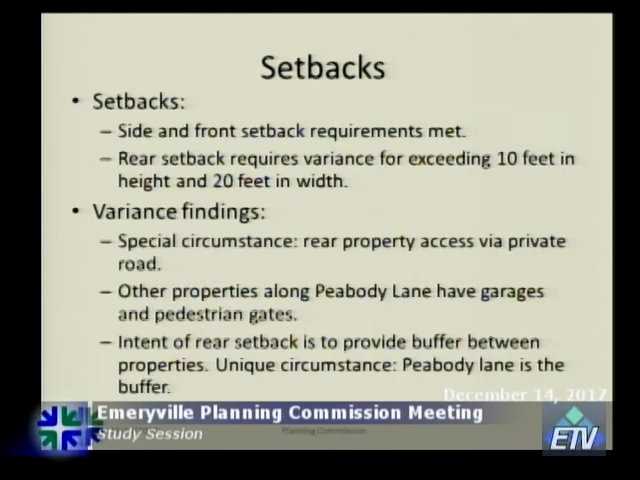 Setbacks
• Setbacks:
– Side and front setback requirements met.
– Rear setback requires variance for exceeding 10 feet in
height and 20 feet in width.
• Variance findings:
– Special circumstance: rear property access via private
road.
– Other properties along Peabody Lane have garages
and pedestrian gates.
– Intent of rear setback is to provide buffer between
properties. Unique circumstance: Peabody lane is the
buffer.
December 14, 2017
Emeryville Planning Commission Meeting
Study Session
Planning Commission
ETV